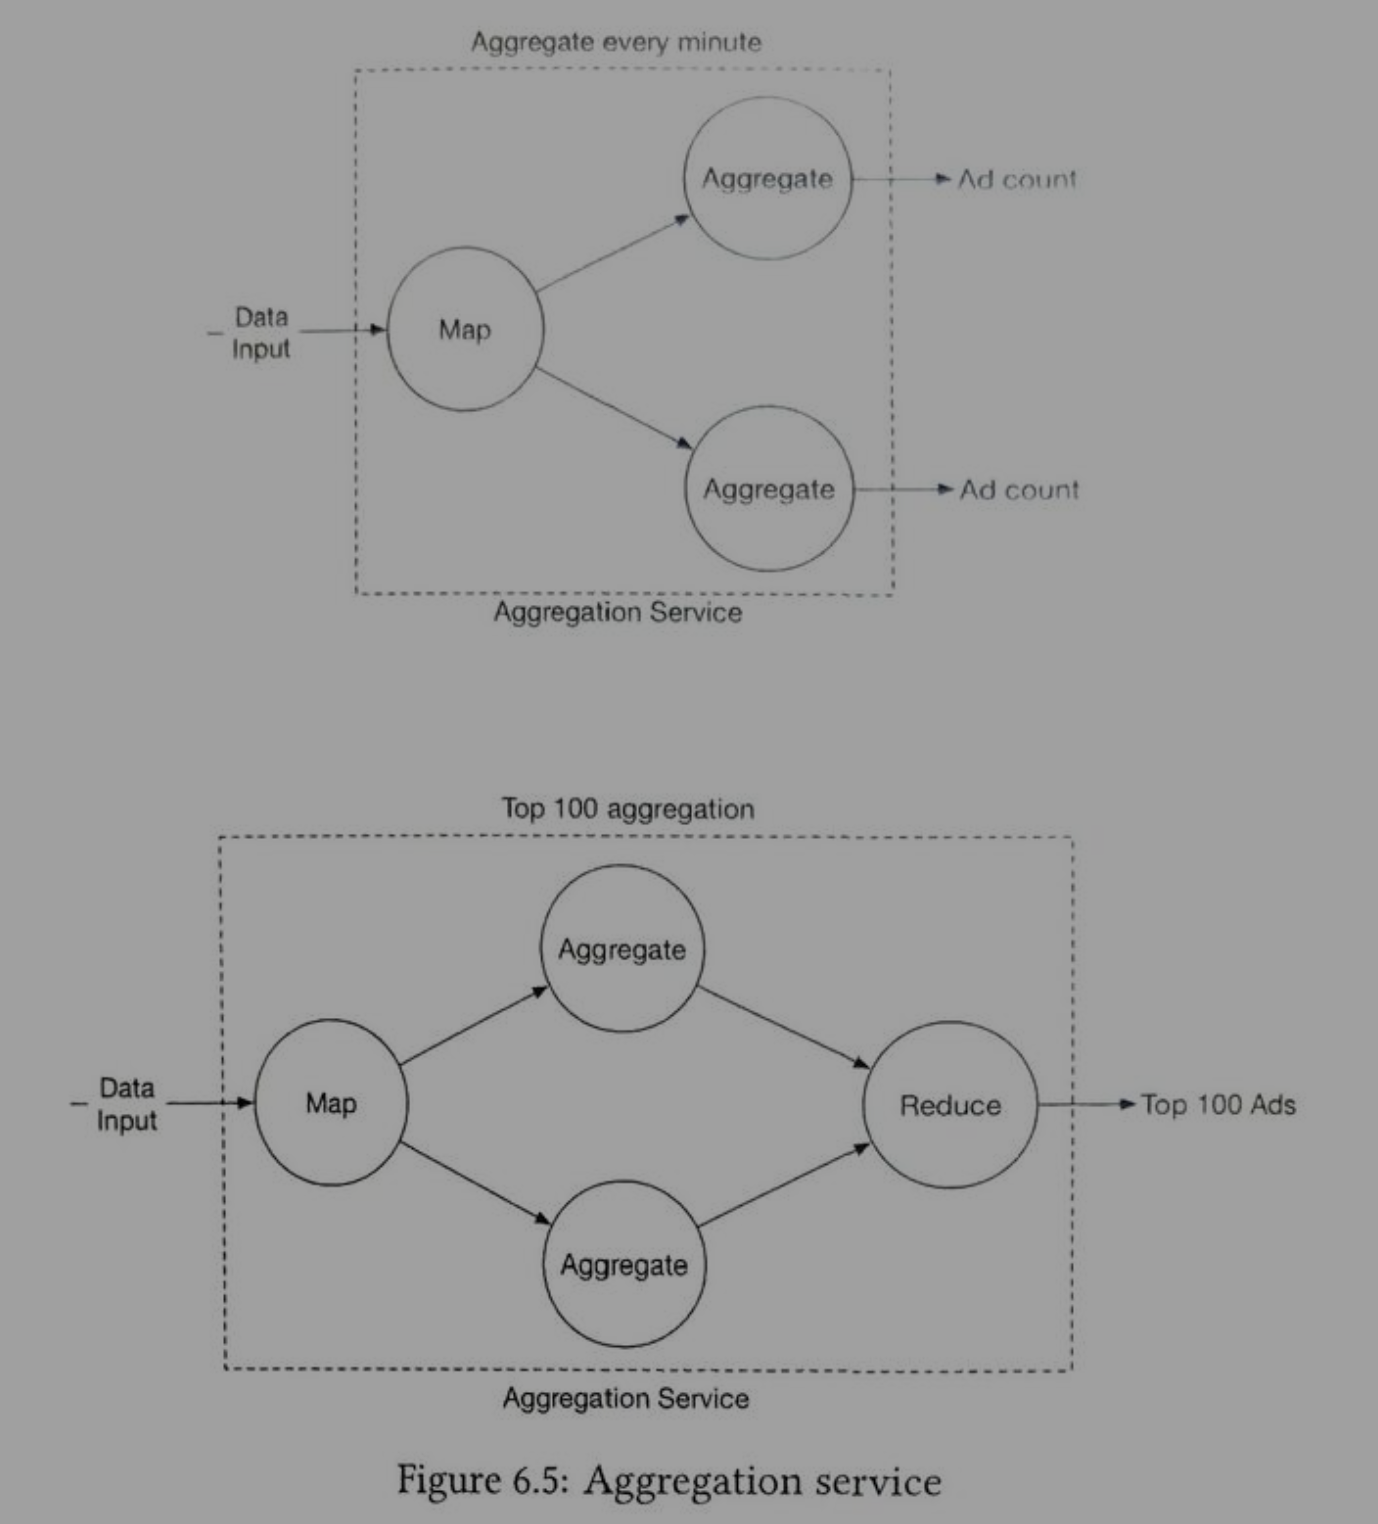 Aggregate every minute
Aggregate
Ad count
Data
Input
Map
Aggregate
Ad count
Aggregation Service
Top 100 aggregation
Aggregate
Data
Input
Map
Reduce
Top 100 Ads
Aggregate
Aggregation Service
Figure 6.5: Aggregation service